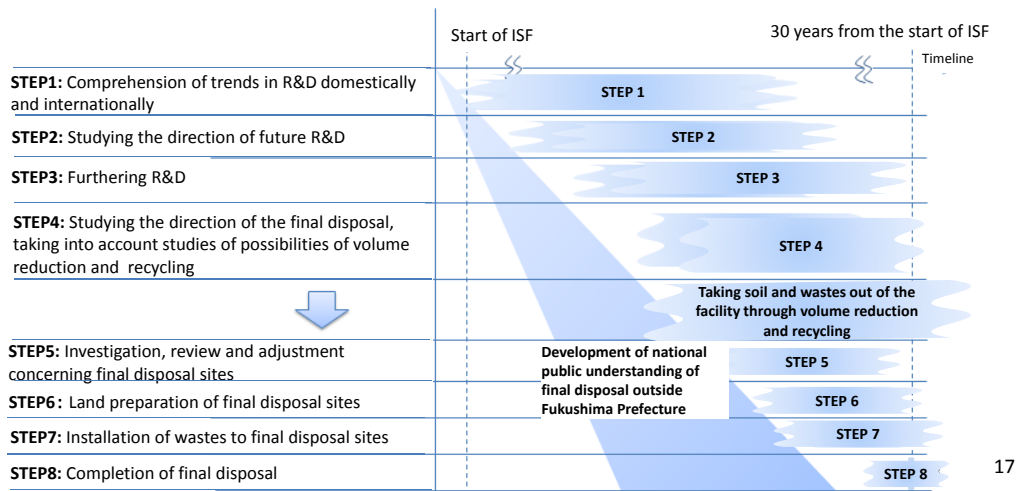 Start of ISF
30 years from the start of ISF
Timeline
STEP1: Comprehension of trends in R&D domestically
and internationally
STEP 1
STEP2: Studying the direction of future R&D
STEP 2
STEP3: Furthering R&D
STEP 3
STEP4: Studying the direction of the final disposal,
taking into account studies of possibilities of volume
reduction and recycling
STEP 4
Taking soil and wastes out of the
facility through volume reduction
and recycling
STEP5: Investigation, review and adjustment
concerning final disposal sites
Development of national
public understanding of
final disposal outside
Fukushima Prefecture
STEP 5
STEP6: Land preparation of final disposal sites
STEP 6
STEP7: Installation of wastes to final disposal sites
STEP 7
STEP8: Completion of final disposal
STEP 8
17